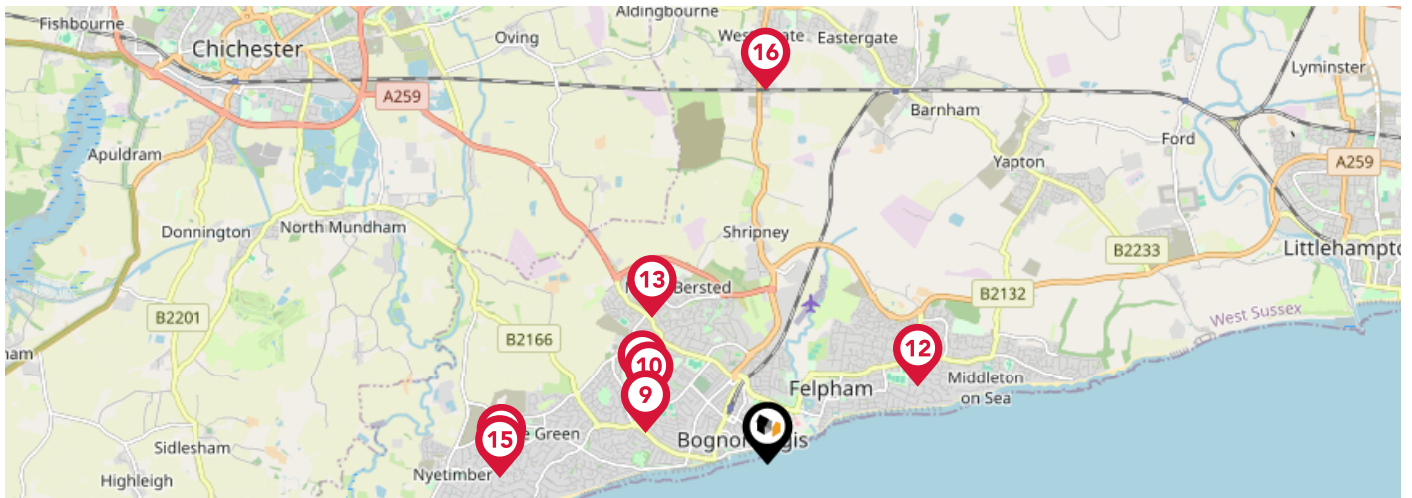 Fishbourne
Aldingbourne
Chichester
Oving
Eastergate
16
Lyminster
A259
Barnham
Ford
Apuldram
Yapton
A259
Donnington
North Mundham
Shripney
B2233
Littlehampto
13
Bersted
B2132
B2201
West Sussex
B2166
12
10
9
Felpham
Middleton
on Sea
15
Green
Bognor Regis
Sidlesham
Nyetimber
Highleigh